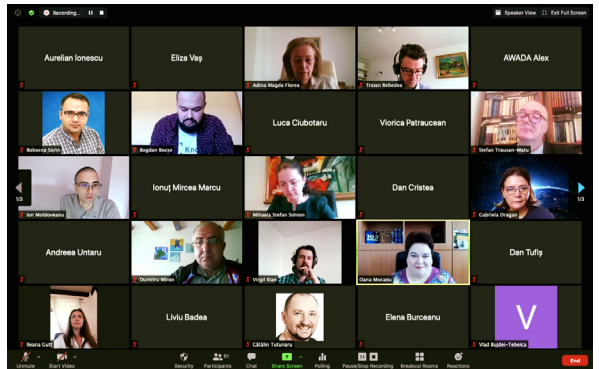 Recording...
Speaker View
Exit Full Screen
Aurelian Ionescu
Eliza Vaș
Adina Magda Florea
Traian Rebedea
AWADA Alex
Bobocea Sorin
Bogdan Bocșe
Luca Ciubotaru
Viorica Patraucean
Stefan Trausan-Matu
1/3
Ion Moldoveanu
Ionuț Mircea Marcu
Mihaela Stefan Simion
Dan Cristea
Gabriela Dragan
1/3
Andreea Untaru
Dumitru Miron
Virgil Ilian
Oana Mocanu
Dan Tufiș
Ileana Gutt
Liviu Badea
Cătălin Tutunaru
Elena Burceanu
V
Vlad Bujdei-Tebeica
Unmute
Start Video
Security
Participants
81
Chat
Share Screen
Polling
Pause/Stop Recording
Breakout Rooms
Reactions
End